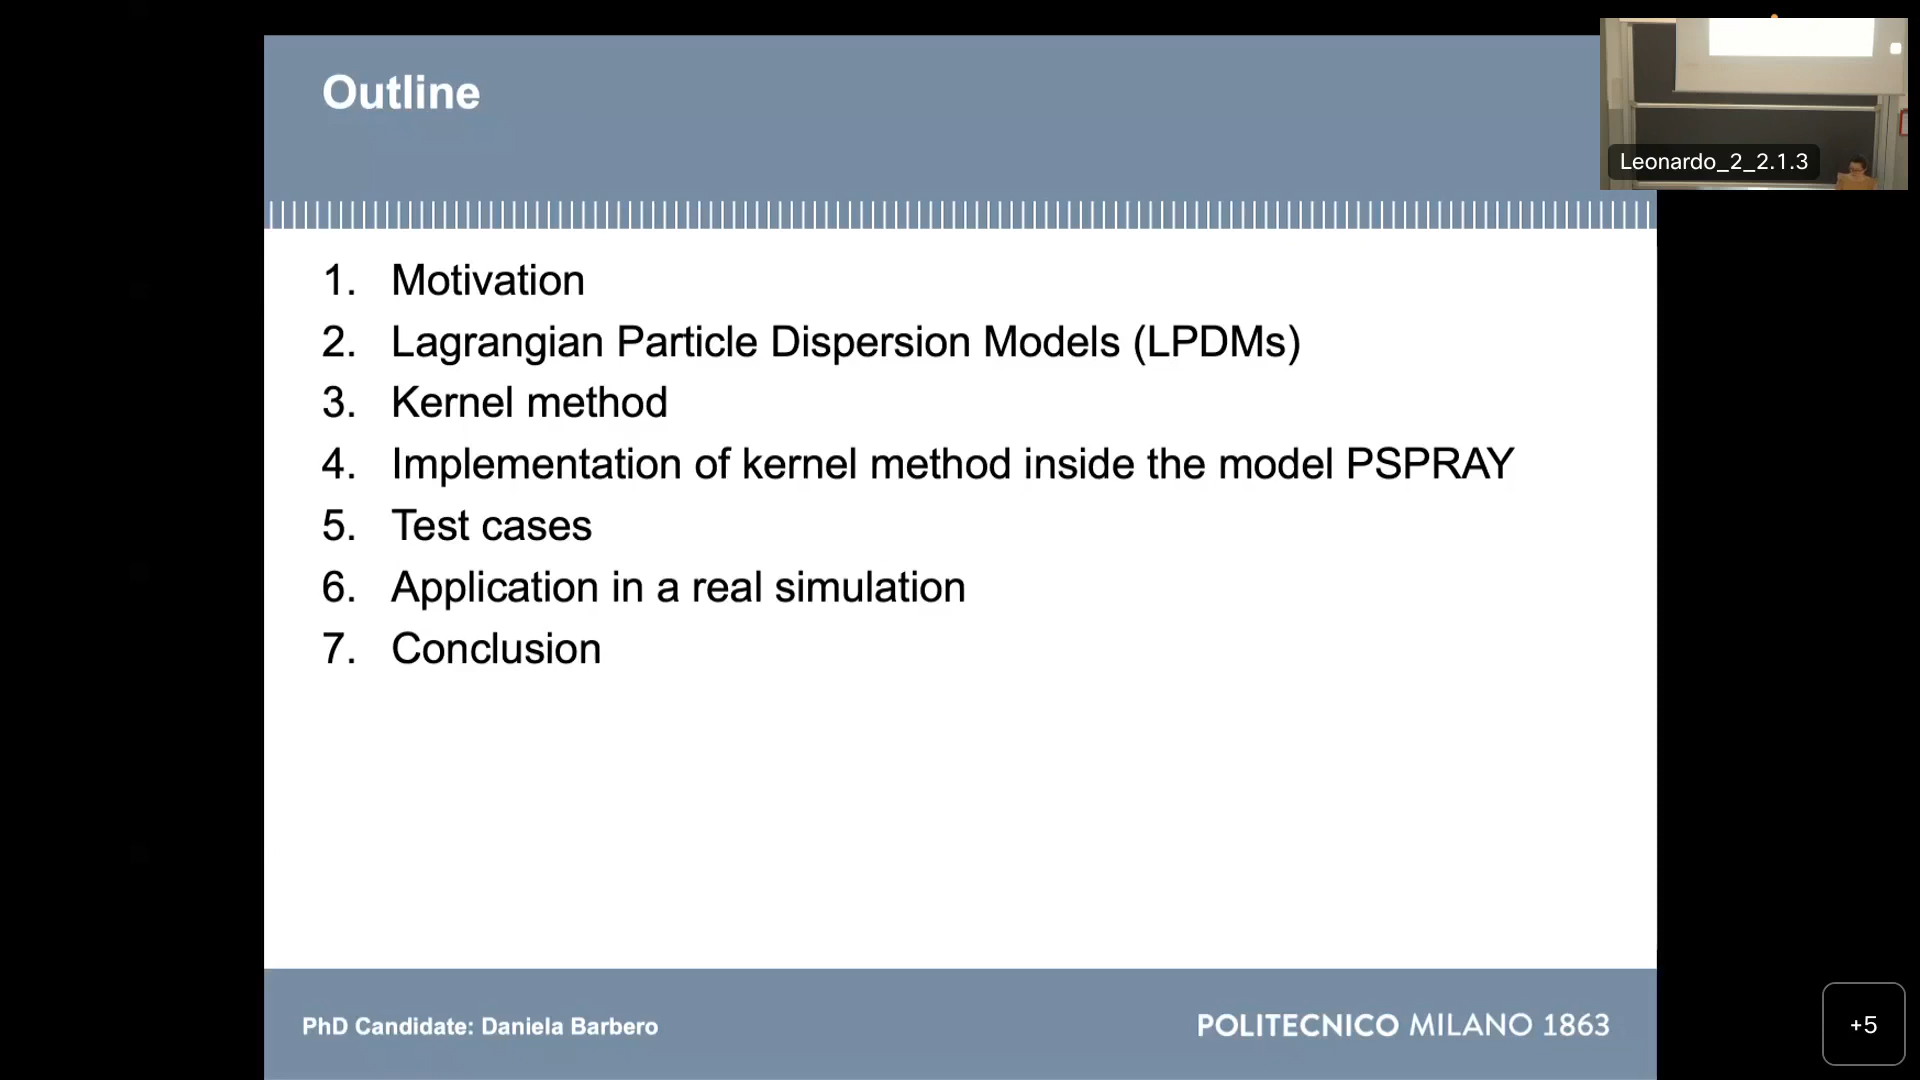 Outline
Leonardo_2_2.1.3
1. Motivation
2. Lagrangian Particle Dispersion Models (LPDMs)
3. Kernel method
4. Implementation of kernel method inside the model PSPRAY
5. Test cases
6. Application in a real simulation
7. Conclusion
PhD Candidate: Daniela Barbero
POLITECNICO MILANO 1863
+5